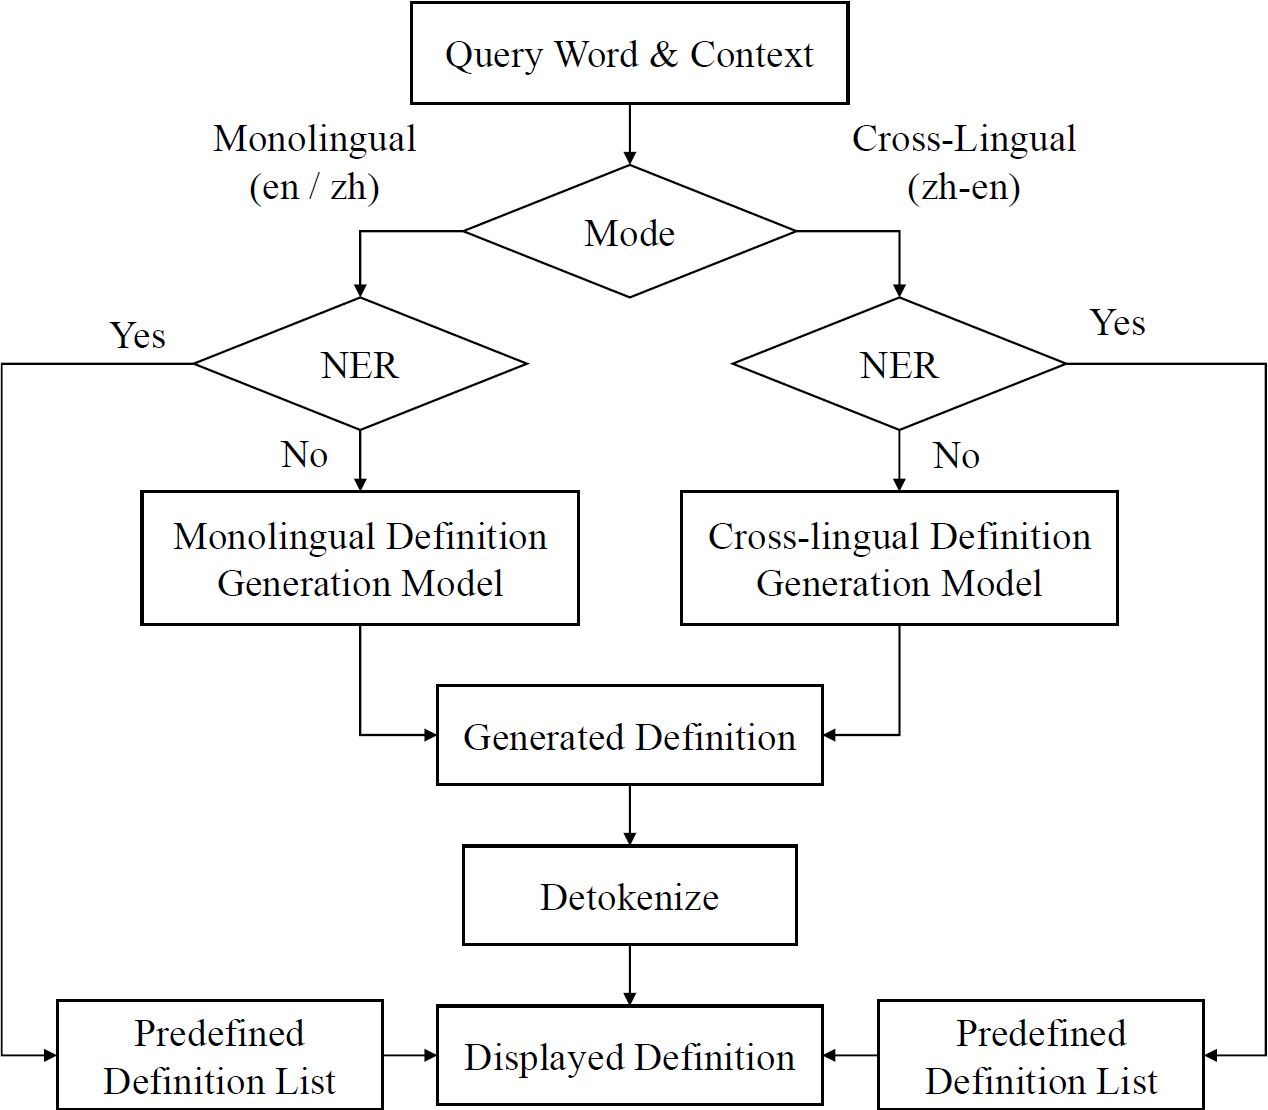 Query Word & Context
Monolingual
(en / zh)
Cross-Lingual
(zh-en)
Mode
Yes
NER
NER
Yes
No
No
Monolingual Definition
Generation Model
Cross-lingual Definition
Generation Model
Generated Definition
Detokenize
Predefined
Definition List
Displayed Definition
Predefined
Definition List